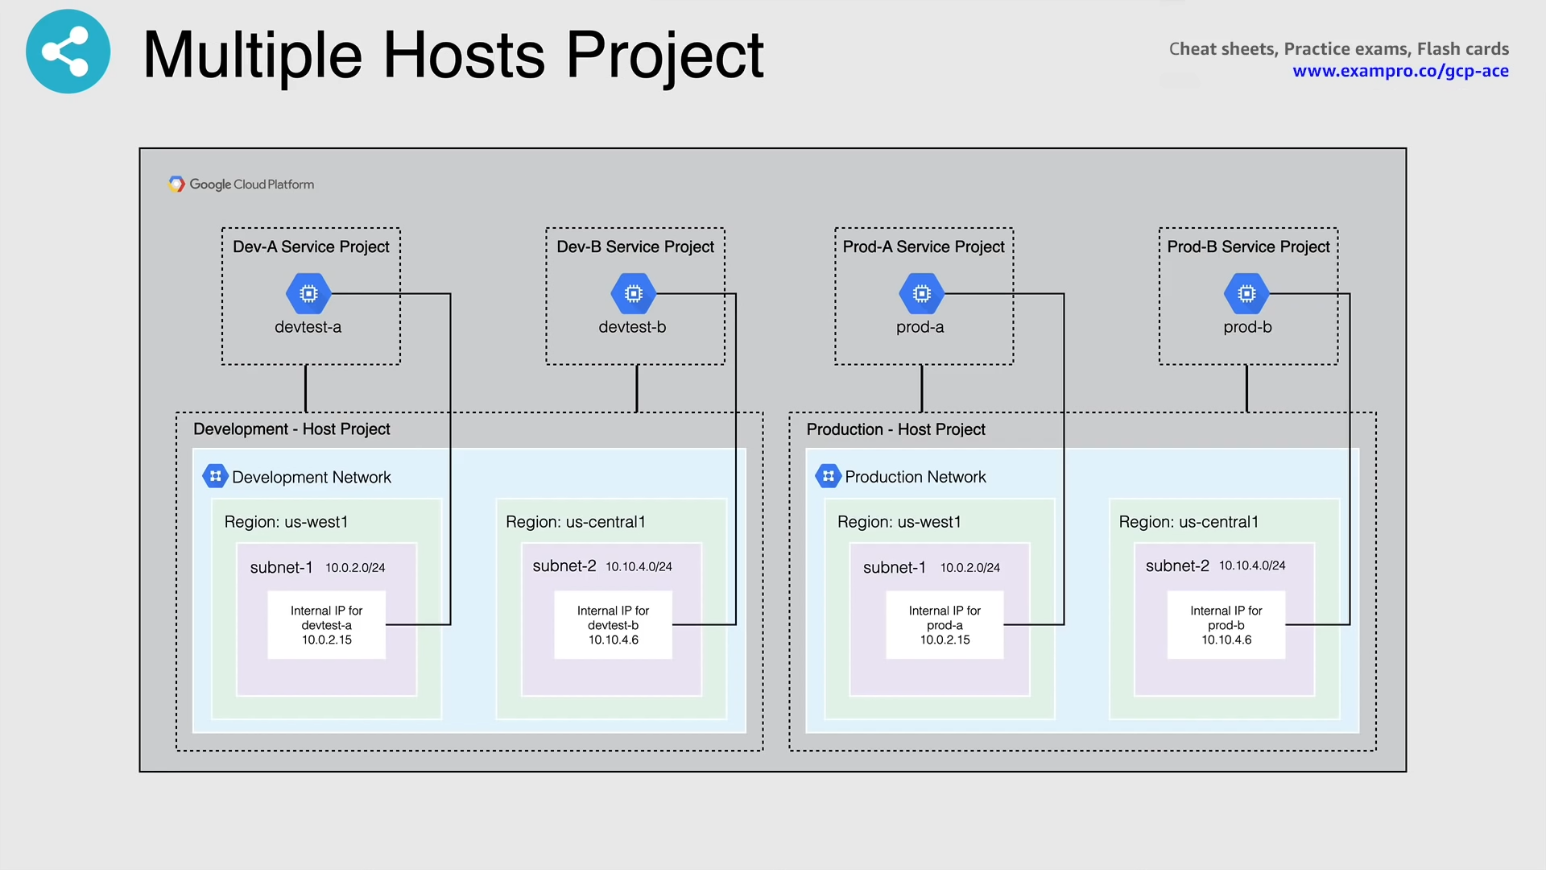 Multiple Hosts Project
Cheat sheets, Practice exams, Flash cards
www.exampro.co/gcp-ace
Google Cloud Platform
Dev-A Service Project
devtest-a
Dev-B Service Project
devtest-b
Prod-A Service Project
prod-a
Prod-B Service Project
prod-b
Development - Host Project
Development Network
Region: us-west1
subnet-1 10.0.2.0/24
Internal IP for
devtest-a
10.0.2.15
Region: us-central1
subnet-2 10.10.4.0/24
Internal IP for
devtest-b
10.10.4.6
Production - Host Project
Production Network
Region: us-west1
subnet-1 10.0.2.0/24
Internal IP for
prod-a
10.0.2.15
Region: us-central1
subnet-2 10.10.4.0/24
Internal IP for
prod-b
10.10.4.6